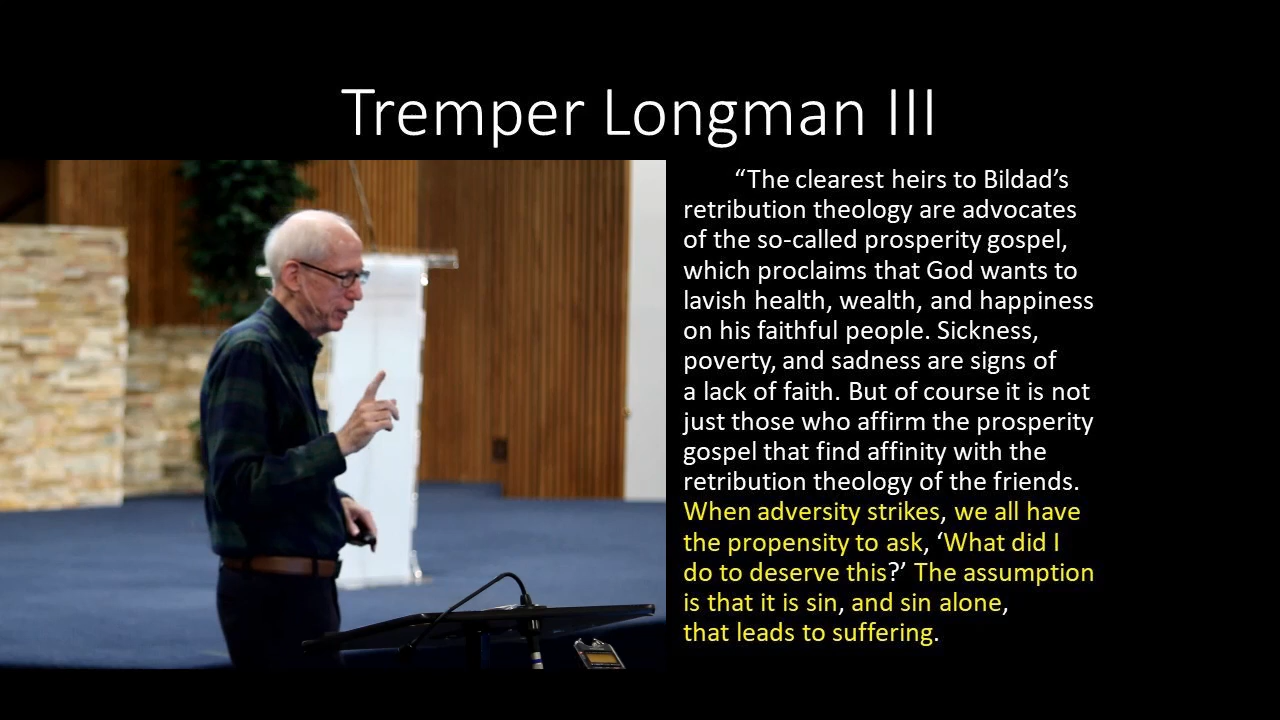 Tremper Longman III
“The clearest heirs to Bildad’s
retribution theology are advocates
of the so-called prosperity gospel,
which proclaims that God wants to
lavish health, wealth, and happiness
on his faithful people. Sickness,
poverty, and sadness are signs of
a lack of faith. But of course it is not
just those who affirm the prosperity
gospel that find affinity with the
retribution theology of the friends.
When adversity strikes, we all have
the propensity to ask, ‘What did I
do to deserve this?’ The assumption
is that it is sin, and sin alone,
that leads to suffering.